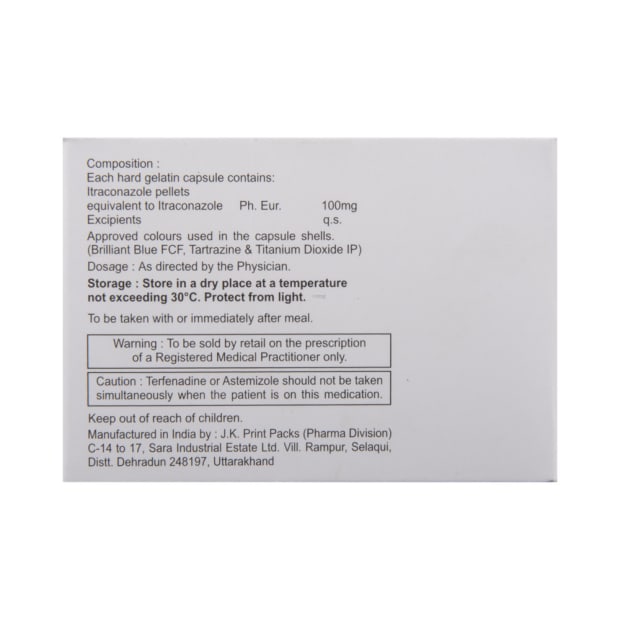 Composition :
Each hard gelatin capsule contains:
Itraconazole pellets
equivalent to Itraconazole Ph. Eur. 100mg
Excipients q.s.
Approved colours used in the capsule shells.
(Brilliant Blue FCF, Tartrazine & Titanium Dioxide IP)
Dosage : As directed by the Physician.
Storage : Store in a dry place at a temperature
not exceeding 30°C. Protect from light.
To be taken with or immediately after meal.
Warning : To be sold by retail on the prescription
of a Registered Medical Practitioner only.
Caution : Terfenadine or Astemizole should not be taken
simultaneously when the patient is on this medication.
Keep out of reach of children.
Manufactured in India by : J.K. Print Packs (Pharma Division)
C-14 to 17, Sara Industrial Estate Ltd. Vill. Rampur, Selaqui,
Distt. Dehradun 248197, Uttarakhand